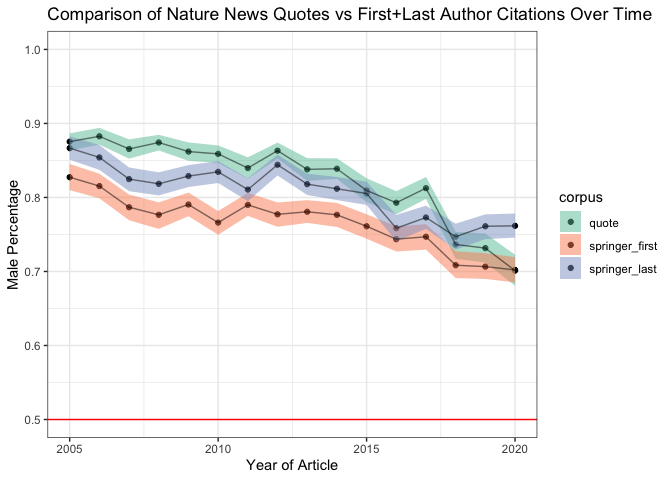 Comparison of Nature News Quotes vs First+Last Author Citations Over Time
1.0
0.9
0.8
0.7
0.6
0.5
Male Percentage
2005
2010
2015
2020
Year of Article
corpus
quote
springer_first
springer_last